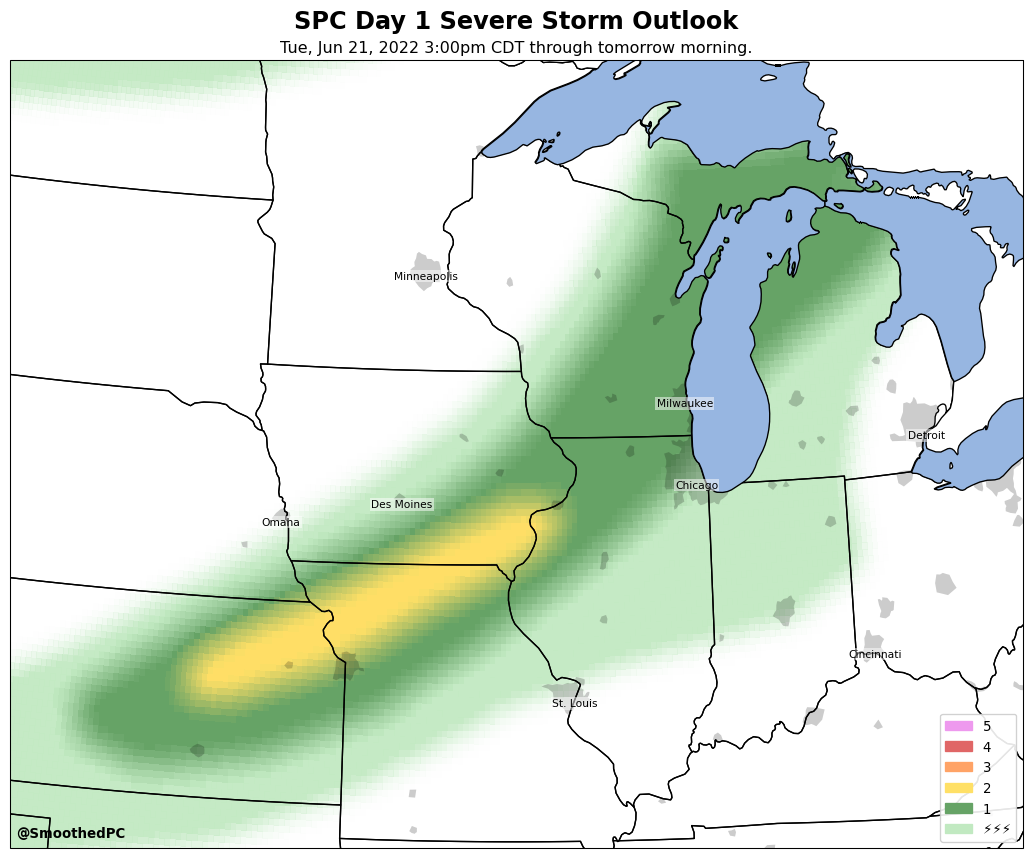 SPC Day 1 Severe Storm Outlook
Tue, Jun 21, 2022 3:00pm CDT through tomorrow morning.
Minneapolis
Milwaukee
Detroit
Chicago
Des Moines
Omaha
Cincinnati
St. Louis
5
4
3
2
1
⚡⚡⚡
@SmoothedPC